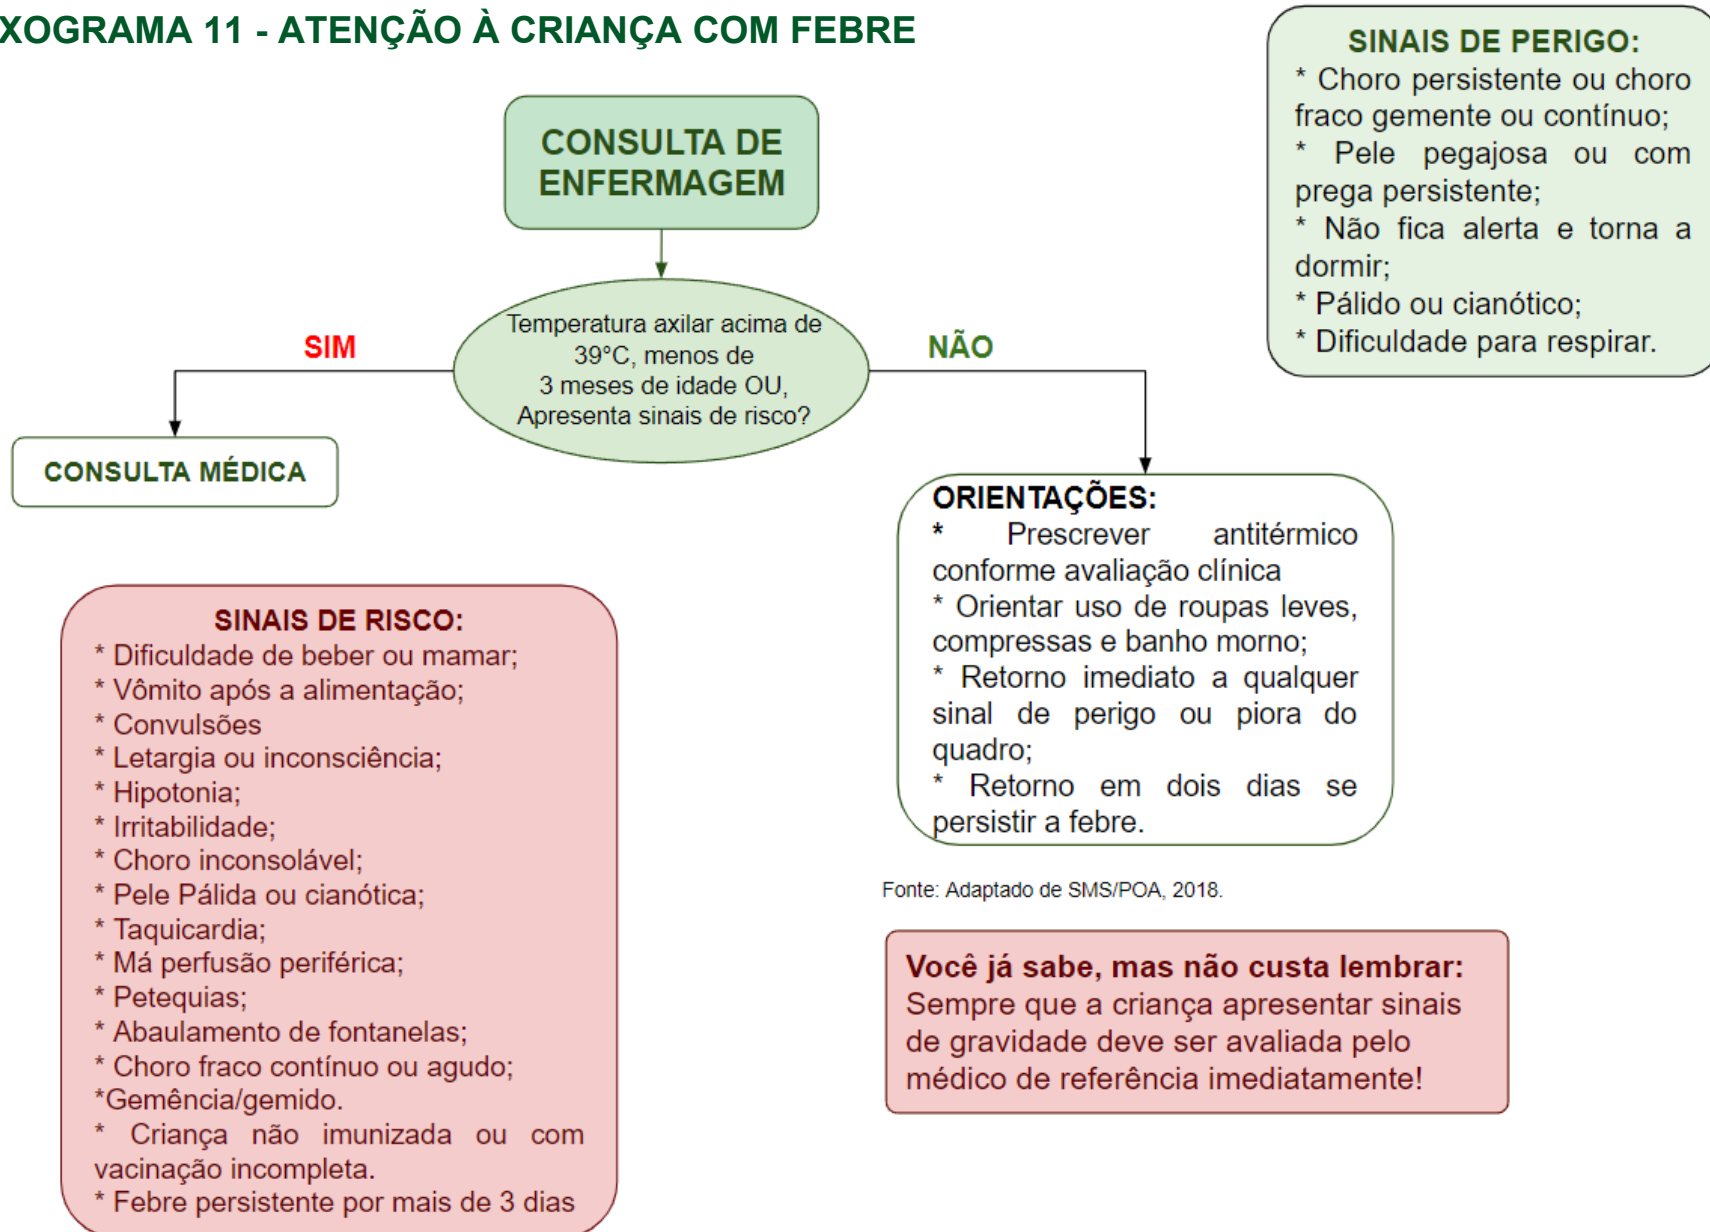 XOGRAMA 11 - ATENÇÃO À CRIANÇA COM FEBRE
SINAIS DE PERIGO:
* Choro persistente ou choro
fraco gemente ou contínuo;
* Pele pegajosa ou com
prega persistente;
* Não fica alerta e torna a
dormir;
* Pálido ou cianótico;
* Dificuldade para respirar.
CONSULTA DE
ENFERMAGEM
Temperatura axilar acima de
39°C, menos de
3 meses de idade OU,
Apresenta sinais de risco?
SIM
NÃO
CONSULTA MÉDICA
ORIENTAÇÕES:
* Prescrever antitérmico
conforme avaliação clínica
* Orientar uso de roupas leves,
compressas e banho morno;
* Retorno imediato a qualquer
sinal de perigo ou piora do
quadro;
* Retorno em dois dias se
persistir a febre.
SINAIS DE RISCO:
* Dificuldade de beber ou mamar;
* Vômito após a alimentação;
* Convulsões
* Letargia ou inconsciência;
* Hipotonia;
* Irritabilidade;
* Choro inconsolável;
* Pele Pálida ou cianótica;
* Taquicardia;
* Má perfusão periférica;
* Petequias;
* Abaulamento de fontanelas;
* Choro fraco contínuo ou agudo;
*Gemência/gemido.
* Criança não imunizada ou com
vacinação incompleta.
* Febre persistente por mais de 3 dias
Fonte: Adaptado de SMS/POA, 2018.
Você já sabe, mas não custa lembrar:
Sempre que a criança apresentar sinais
de gravidade deve ser avaliada pelo
médico de referência imediatamente!